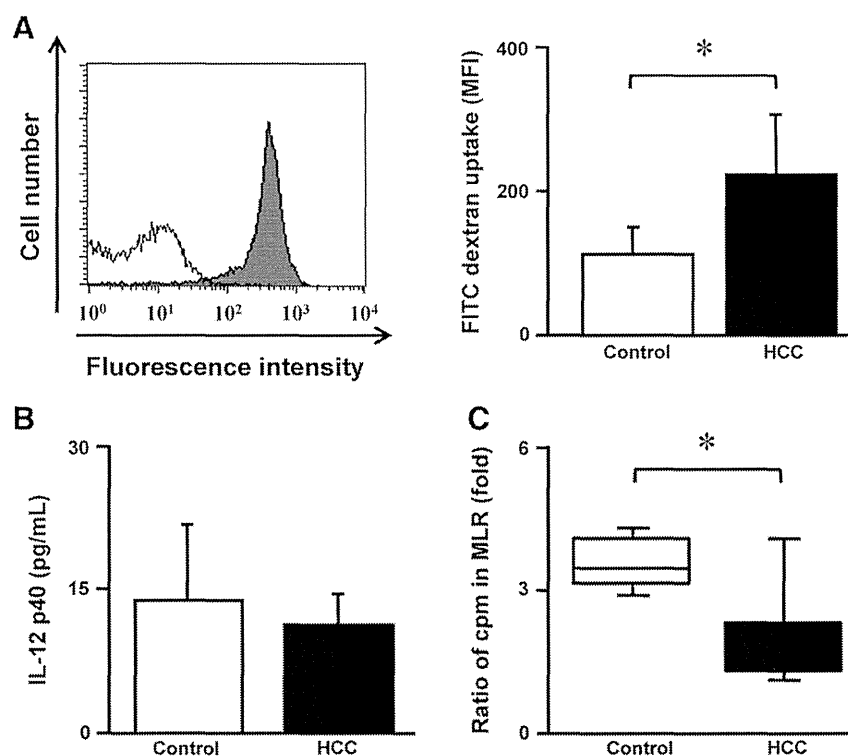 A
Cell number
10⁰ 10¹ 10² 10³ 10⁴
Fluorescence intensity
FITC dextran uptake (MFI)
400
200
0
*
Control HCC
B
IL-12 p40 (pg/mL)
30
15
0
Control HCC
C
Ratio of cpm in MLR (fold)
6
3
0
*
Control HCC